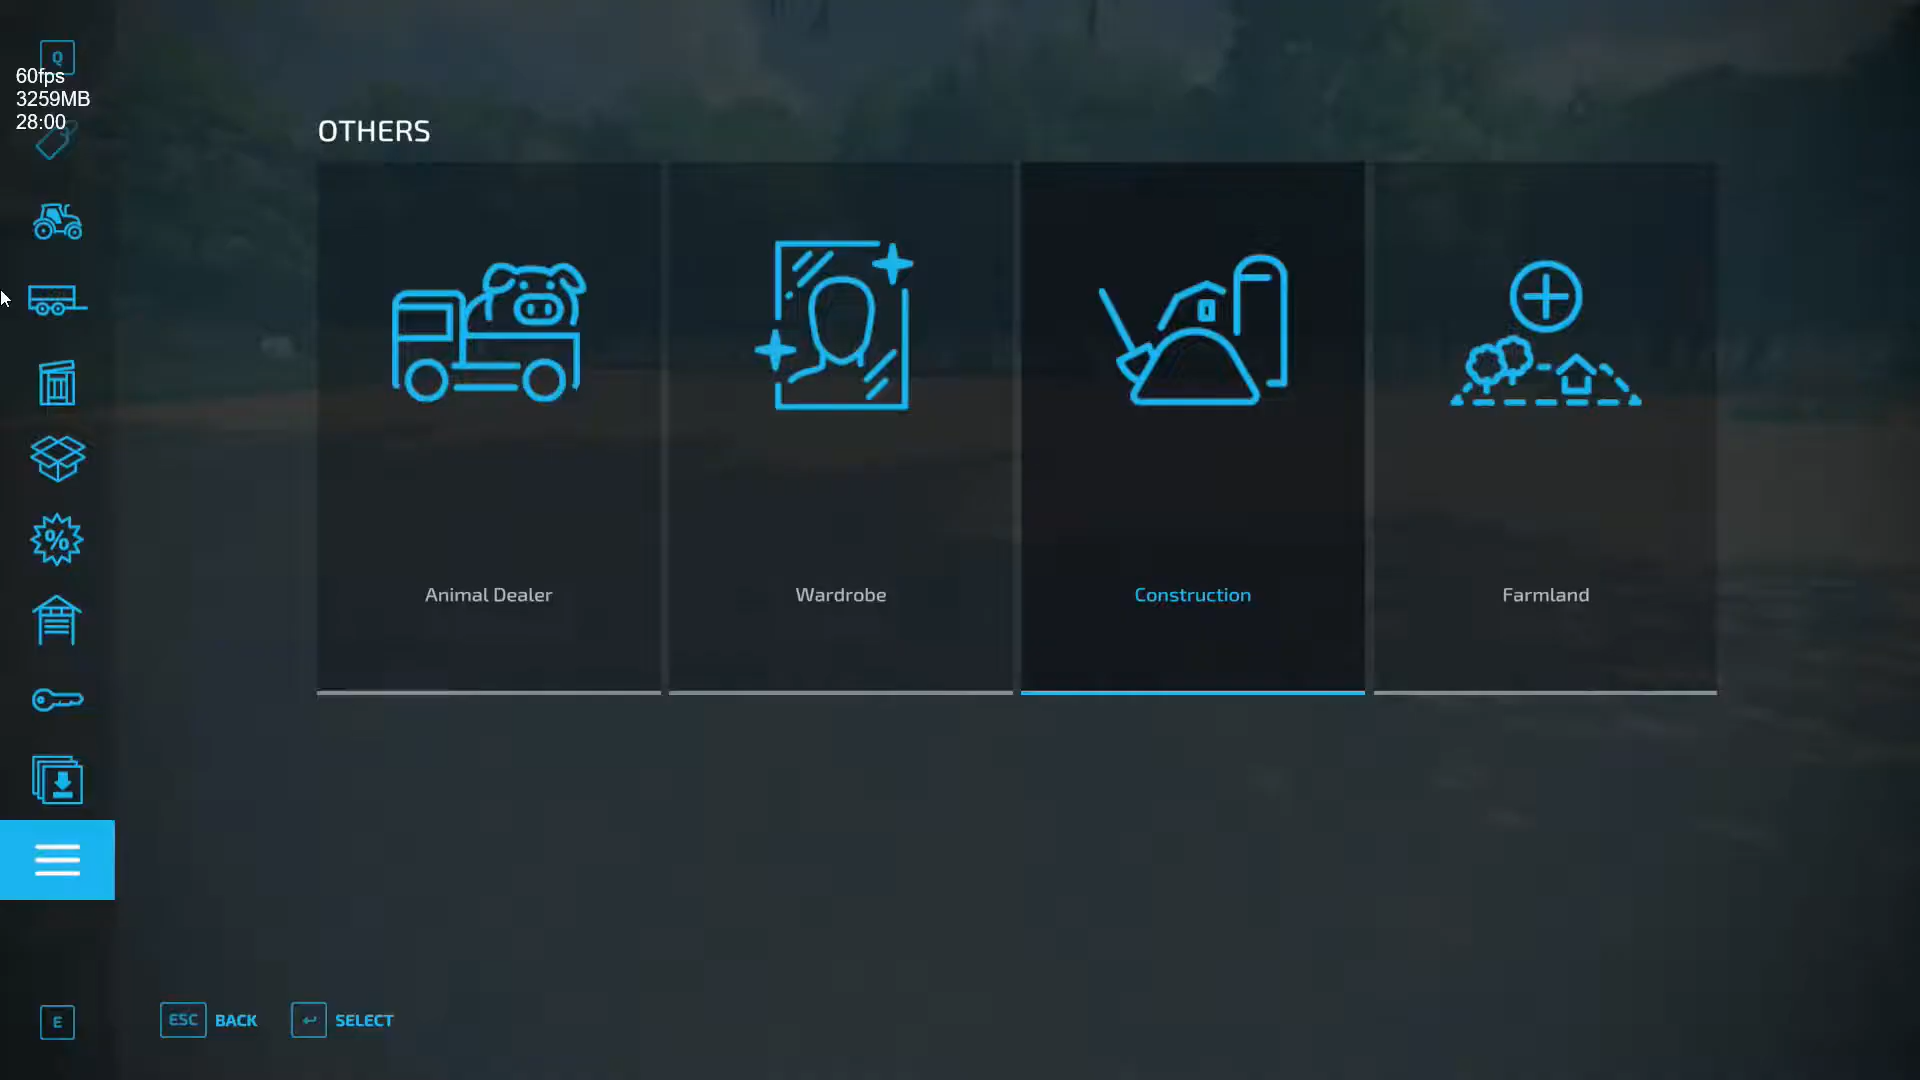 Q
60fps
3259MB
28:00
OTHERS
%
Animal Dealer
Wardrobe
Construction
Farmland
E
ESC BACK
SELECT